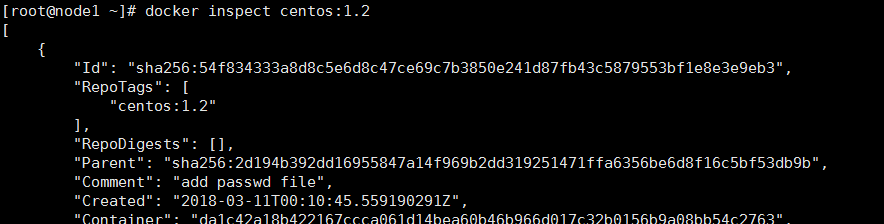 [root@node1 ~]# docker inspect centos:1.2
[
{
"Id": "sha256:54f834333a8d8c5e6d8c47ce69c7b3850e241d87fb43c5879553bf1e8e3e9eb3",
"RepoTags": [
"centos:1.2"
],
"RepoDigests": [],
"Parent": "sha256:2d194b392dd16955847a14f969b2dd319251471ffa6356be6d8f16c5bf53db9b",
"Comment": "add passwd file",
"Created": "2018-03-11T00:10:45.559190291Z",
"Container": "da1c42a18b422167ccca061d14bea60b46b966d017c32b0156b9a08bb54c2763",